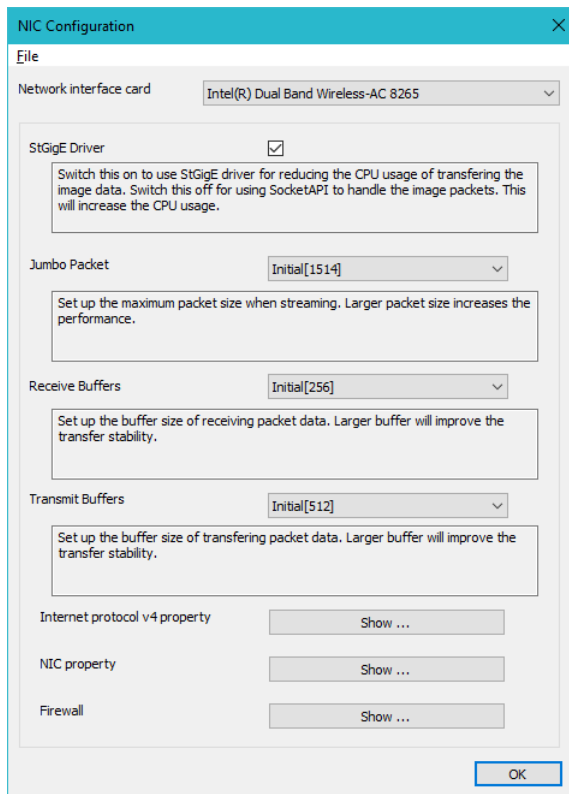 NIC Configuration
File
Network interface card
Intel(R) Dual Band Wireless-AC 8265
StGigE Driver
Switch this on to use StGigE driver for reducing the CPU usage of transfering the
image data. Switch this off for using SocketAPI to handle the image packets. This
will increase the CPU usage.
Jumbo Packet
Initial[1514]
Set up the maximum packet size when streaming. Larger packet size increases the
performance.
Receive Buffers
Initial[256]
Set up the buffer size of receiving packet data. Larger buffer will improve the
transfer stability.
Transmit Buffers
Initial[512]
Set up the buffer size of transfering packet data. Larger buffer will improve the
transfer stability.
Internet protocol v4 property
Show ...
NIC property
Show ...
Firewall
Show ...
OK